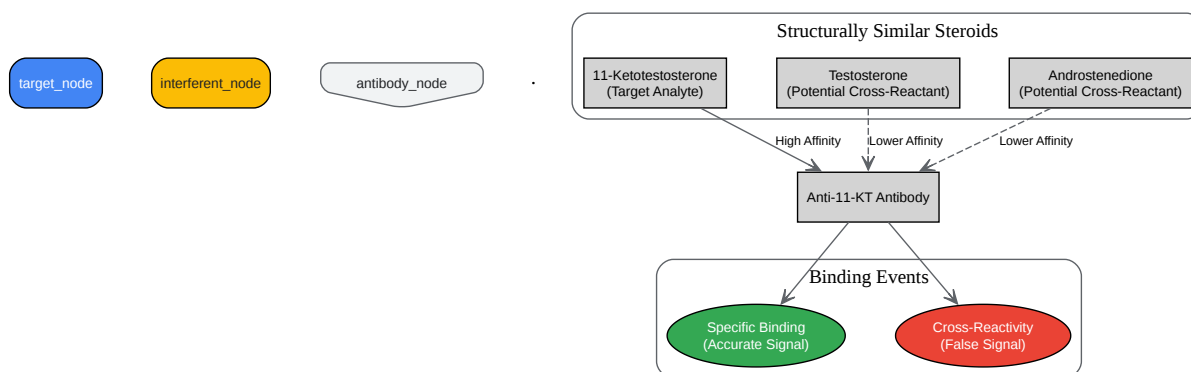 Structurally Similar Steroids
target_node
interferent_node
antibody_node
.
11-Ketotestosterone
(Target Analyte)
Testosterone
(Potential Cross-Reactant)
Androstenedione
(Potential Cross-Reactant)
High Affinity
Lower Affinity
Lower Affinity
Anti-11-KT Antibody
Binding Events
Specific Binding
(Accurate Signal)
Cross-Reactivity
(False Signal)